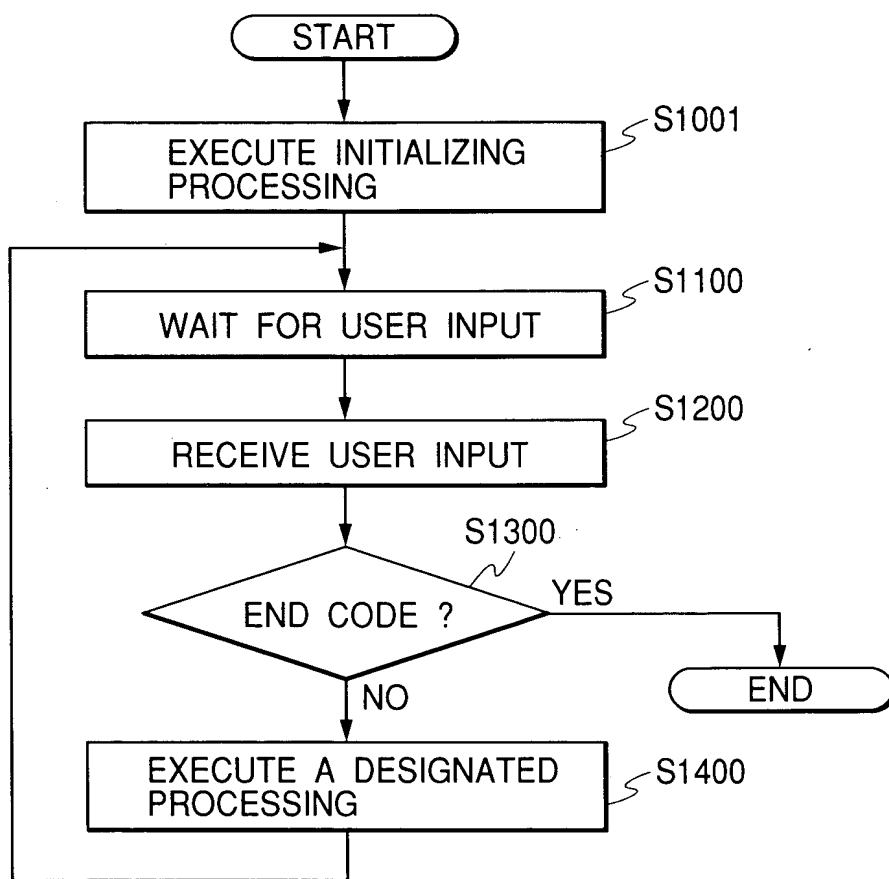 START
S1001
EXECUTE INITIALIZING
PROCESSING
S1100
WAIT FOR USER INPUT
S1200
RECEIVE USER INPUT
S1300
END CODE ?
YES
END
NO
S1400
EXECUTE A DESIGNATED
PROCESSING